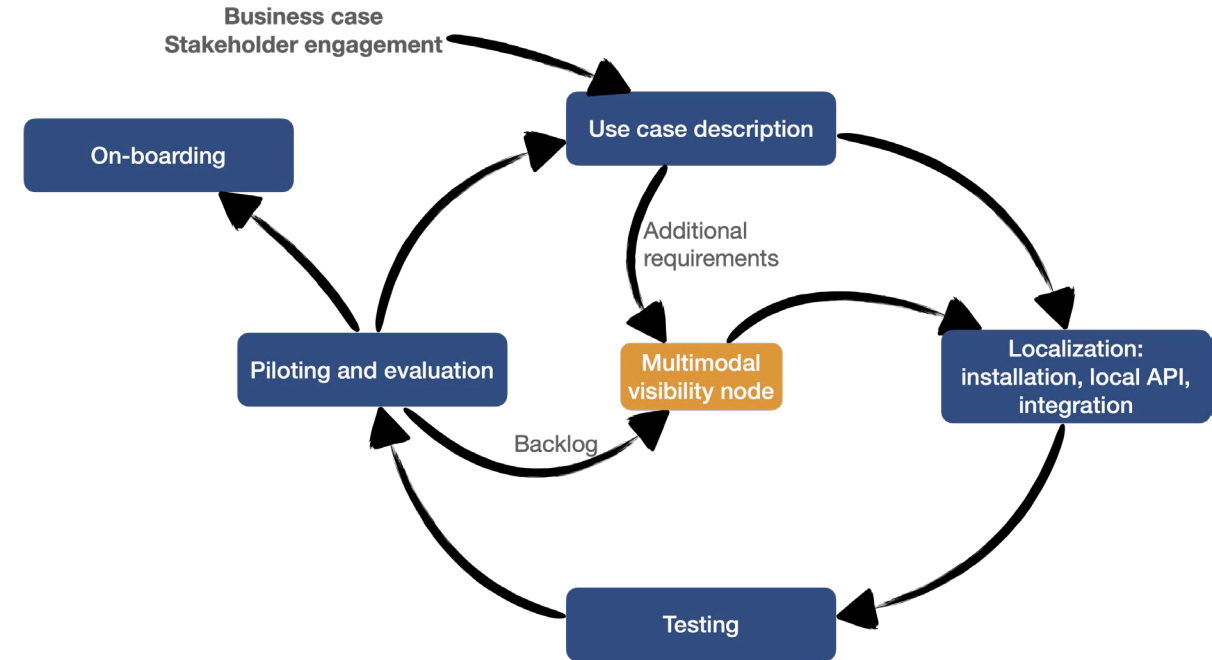 Business case
Stakeholder engagement
Use case description
On-boarding
Additional
requirements
Piloting and evaluation
Multimodal
visibility node
Localization:
installation, local API,
integration
Backlog
Testing